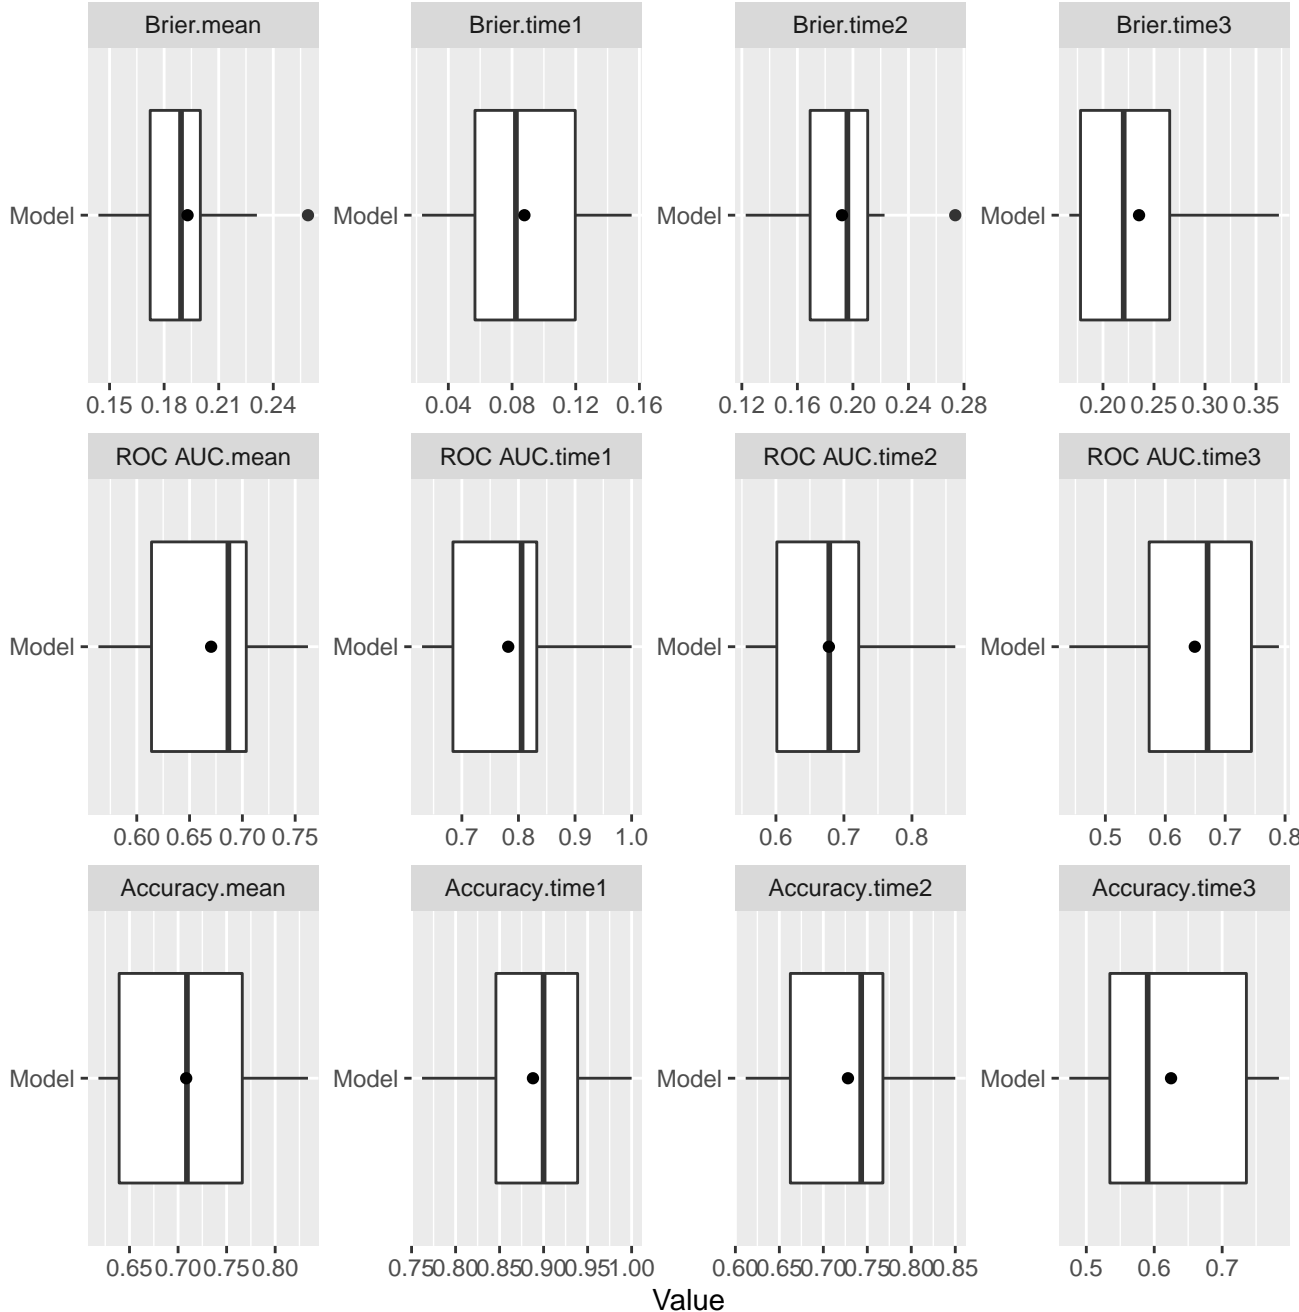 Brier.mean Brier.time1 Brier.time2 Brier.time3
Model Model Model Model
0.15 0.18 0.21 0.24 0.04 0.08 0.12 0.16 0.12 0.16 0.20 0.24 0.28 0.20 0.25 0.30 0.35
ROC AUC.mean ROC AUC.time1 ROC AUC.time2 ROC AUC.time3
Model Model Model Model
0.60 0.65 0.70 0.75 0.7 0.8 0.9 1.0 0.6 0.7 0.8 0.5 0.6 0.7 0.8
Accuracy.mean Accuracy.time1 Accuracy.time2 Accuracy.time3
Model Model Model Model
0.65 0.70 0.75 0.80 0.75 0.80 0.85 0.90 0.95 1.00 0.60 0.65 0.70 0.75 0.80 0.85 0.5 0.6 0.7
Value